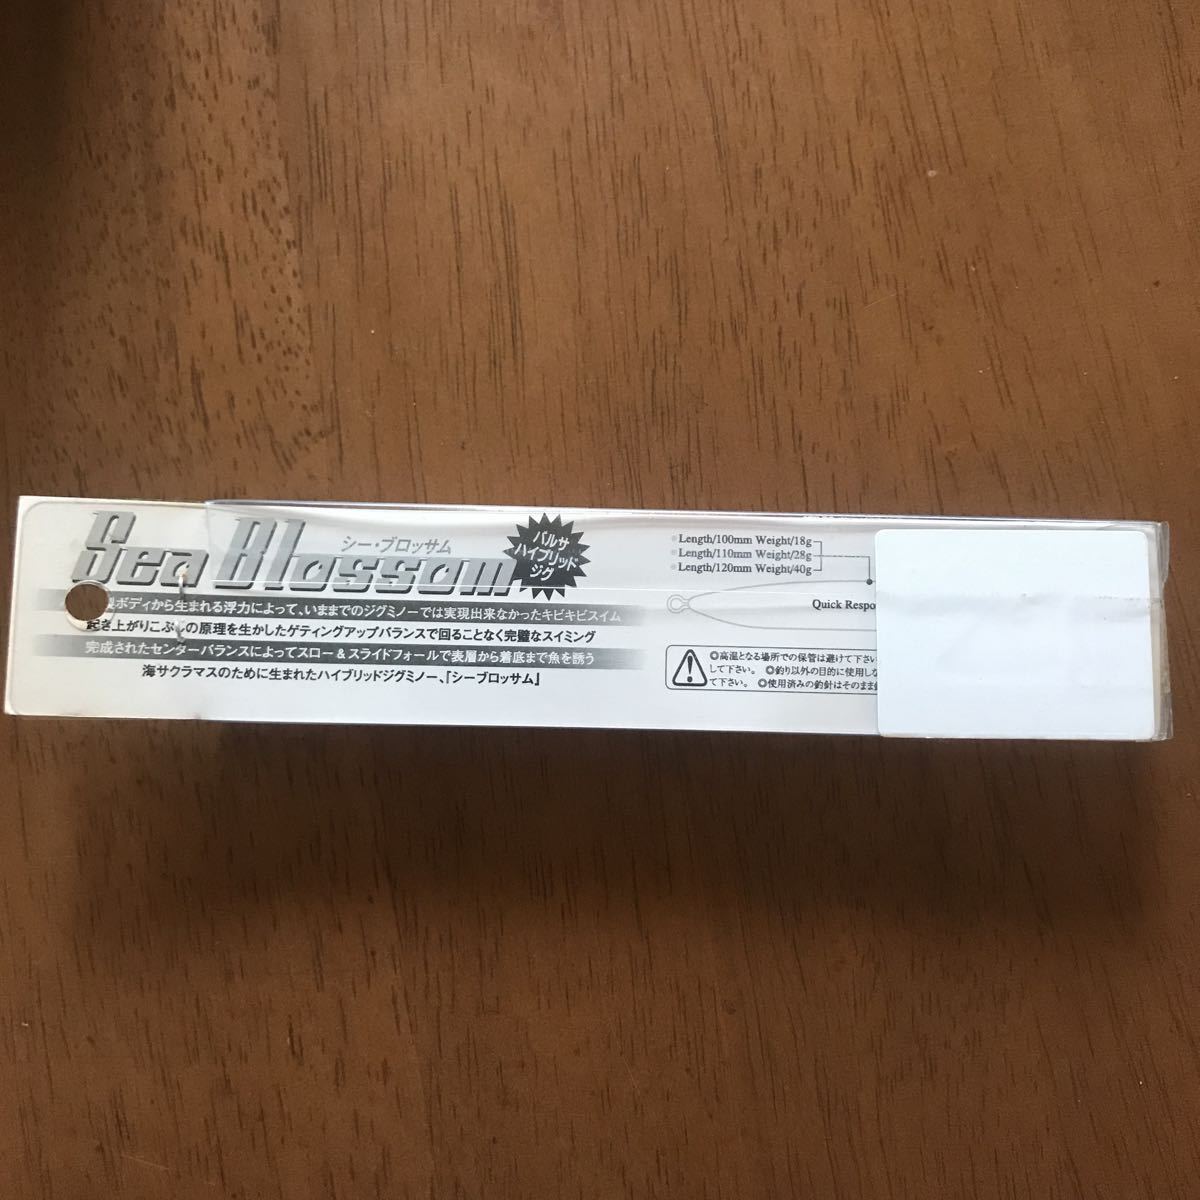 Sea Blossom
シー・ブロッサム
バルサ
ハイブリッド
ジグ
製ボディから生まれる浮力によって、いままでのジグミノーでは実現出来なかったキビキビスイム
起き上がりこぶしの原理を生かしたゲティングアップバランスで回ることなく完璧なスイミング
完成されたセンターバランスによってスロー&スライドフォールで表層から着底まで魚を誘う
海サクラマスのために生まれたハイブリッドジグミノー、「シーブロッサム」
Length/100mm Weight/18g
Length/110mm Weight/28g
Length/120mm Weight/40g
Quick Respo
◎高温となる場所での保管は避けて下さい
して下さい。 ◎釣り以外の目的に使用しな
て下さい。 ◎使用済みの釣針はそのまま